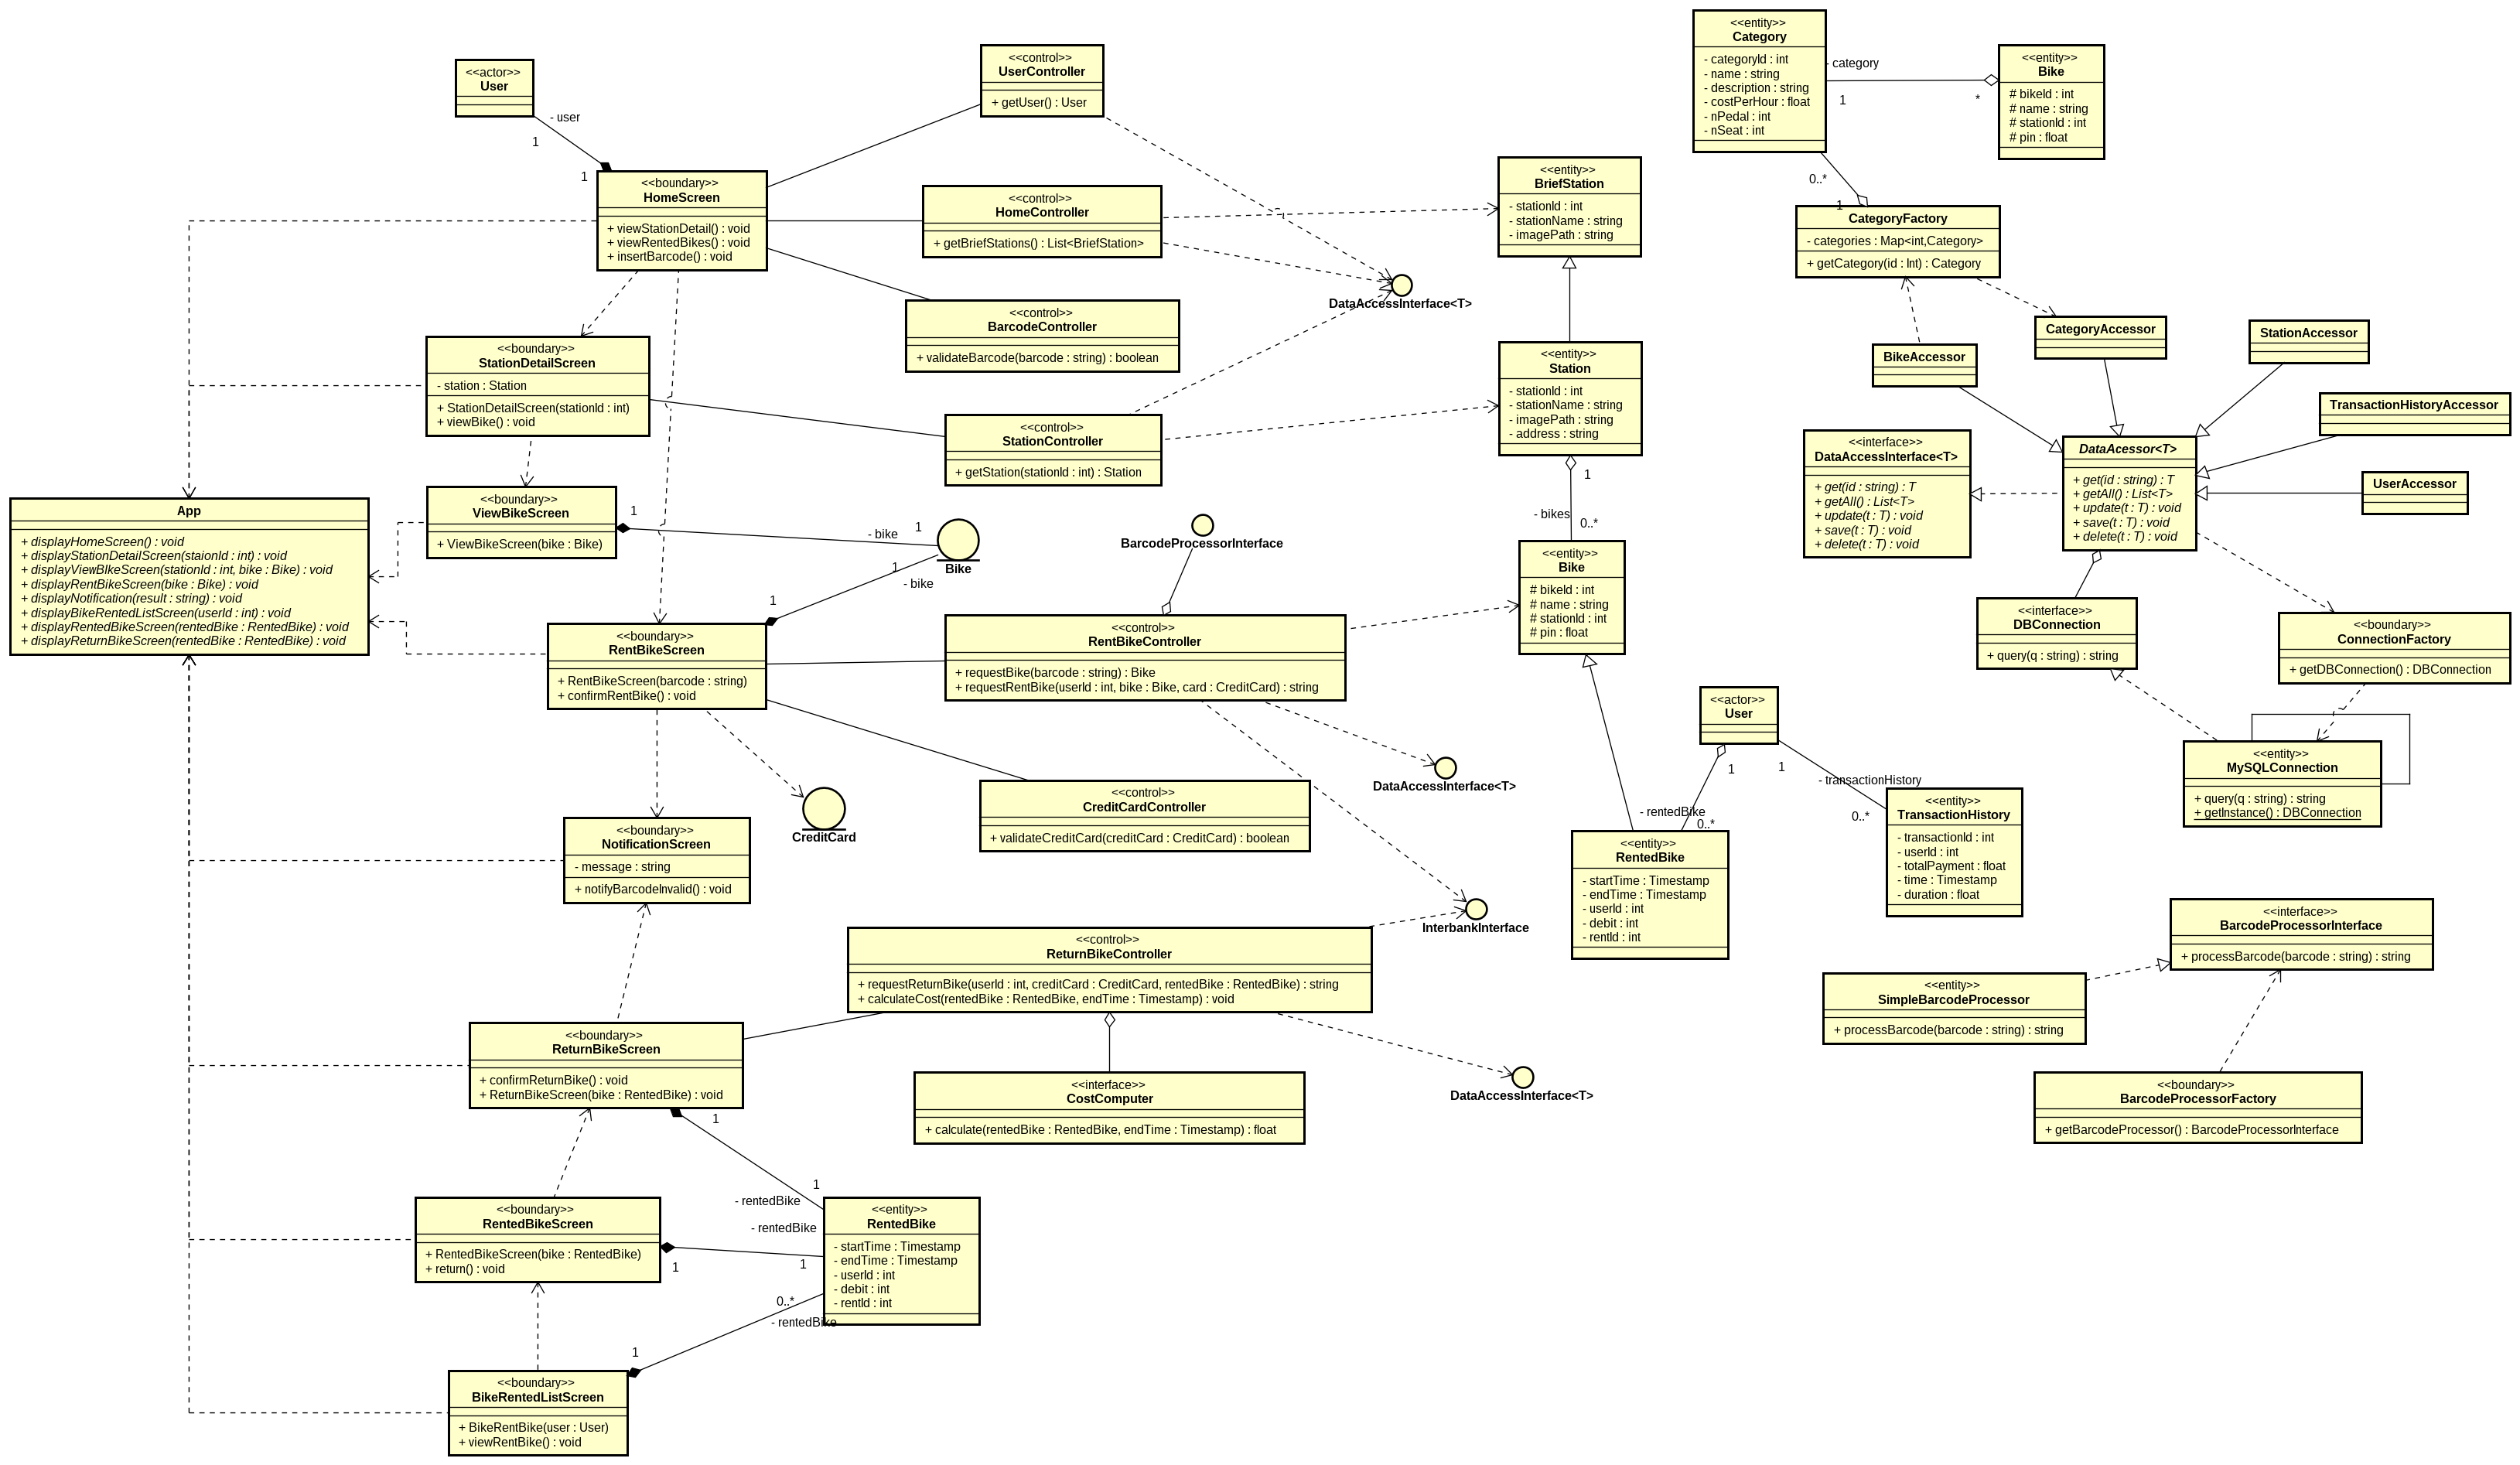 <<actor>>
User
- user
1
1
<<boundary>>
HomeScreen
+ viewStationDetail() : void
+ viewRentedBikes() : void
+ insertBarcode() : void
<<control>>
UserController
+ getUser() : User
<<control>>
HomeController
+ getBriefStations() : List<BriefStation>
<<control>>
BarcodeController
+ validateBarcode(barcode : string) : boolean
DataAccessInterface<T>
<<boundary>>
StationDetailScreen
- station : Station
+ StationDetailScreen(stationId : int)
+ viewBike() : void
<<control>>
StationController
+ getStation(stationId : int) : Station
<<boundary>>
ViewBikeScreen
+ ViewBikeScreen(bike : Bike)
1
- bike
1
Bike
1
- bike
1
App
+ displayHomeScreen() : void
+ displayStationDetailScreen(staionId : int) : void
+ displayViewBIkeScreen(stationId : int, bike : Bike) : void
+ displayRentBikeScreen(bike : Bike) : void
+ displayNotification(result : string) : void
+ displayBikeRentedListScreen(userId : int) : void
+ displayRentedBikeScreen(rentedBike : RentedBike) : void
+ displayReturnBikeScreen(rentedBike : RentedBike) : void
<<boundary>>
RentBikeScreen
+ RentBikeScreen(barcode : string)
+ confirmRentBike() : void
BarcodeProcessorInterface
<<control>>
RentBikeController
+ requestBike(barcode : string) : Bike
+ requestRentBike(userId : int, bike : Bike, card : CreditCard) : string
DataAccessInterface<T>
CreditCard
<<control>>
CreditCardController
+ validateCreditCard(creditCard : CreditCard) : boolean
<<boundary>>
NotificationScreen
- message : string
+ notifyBarcodeInvalid() : void
InterbankInterface
<<control>>
ReturnBikeController
+ requestReturnBike(userId : int, creditCard : CreditCard, rentedBike : RentedBike) : string
+ calculateCost(rentedBike : RentedBike, endTime : Timestamp) : void
<<boundary>>
ReturnBikeScreen
+ confirmReturnBike() : void
+ ReturnBikeScreen(bike : RentedBike) : void
<<interface>>
CostComputer
+ calculate(rentedBike : RentedBike, endTime : Timestamp) : float
DataAccessInterface<T>
1
1
- rentedBike
- rentedBike
<<boundary>>
RentedBikeScreen
+ RentedBikeScreen(bike : RentedBike)
+ return() : void
1
1
<<entity>>
RentedBike
- startTime : Timestamp
- endTime : Timestamp
- userId : int
- debit : int
- rentId : int
0..*
- rentedBike
1
<<boundary>>
BikeRentedListScreen
+ BikeRentBike(user : User)
+ viewRentBike() : void
<<entity>>
BriefStation
- stationId : int
- stationName : string
- imagePath : string
<<entity>>
Station
- stationId : int
- stationName : string
- imagePath : string
- address : string
1
- bikes
0..*
<<entity>>
Bike
# bikeId : int
# name : string
# stationId : int
# pin : float
<<actor>>
User
1
1
- transactionHistory
- rentedBike
0..*
0..*
<<entity>>
RentedBike
- startTime : Timestamp
- endTime : Timestamp
- userId : int
- debit : int
- rentId : int
<<entity>>
TransactionHistory
- transactionId : int
- userId : int
- totalPayment : float
- time : Timestamp
- duration : float
<<entity>>
Category
- categoryId : int
- name : string
- description : string
- costPerHour : float
- nPedal : int
- nSeat : int
- category
1
*
<<entity>>
Bike
# bikeId : int
# name : string
# stationId : int
# pin : float
0..*
1
CategoryFactory
- categories : Map<int,Category>
+ getCategory(id : Int) : Category
CategoryAccessor
StationAccessor
BikeAccessor
TransactionHistoryAccessor
<<interface>>
DataAccessInterface<T>
+ get(id : string) : T
+ getAll() : List<T>
+ update(t : T) : void
+ save(t : T) : void
+ delete(t : T) : void
DataAcessor<T>
+ get(id : string) : T
+ getAll() : List<T>
+ update(t : T) : void
+ save(t : T) : void
+ delete(t : T) : void
UserAccessor
<<interface>>
DBConnection
+ query(q : string) : string
<<boundary>>
ConnectionFactory
+ getDBConnection() : DBConnection
<<entity>>
MySQLConnection
+ query(q : string) : string
+ getInstance() : DBConnection
<<interface>>
BarcodeProcessorInterface
+ processBarcode(barcode : string) : string
<<entity>>
SimpleBarcodeProcessor
+ processBarcode(barcode : string) : string
<<boundary>>
BarcodeProcessorFactory
+ getBarcodeProcessor() : BarcodeProcessorInterface